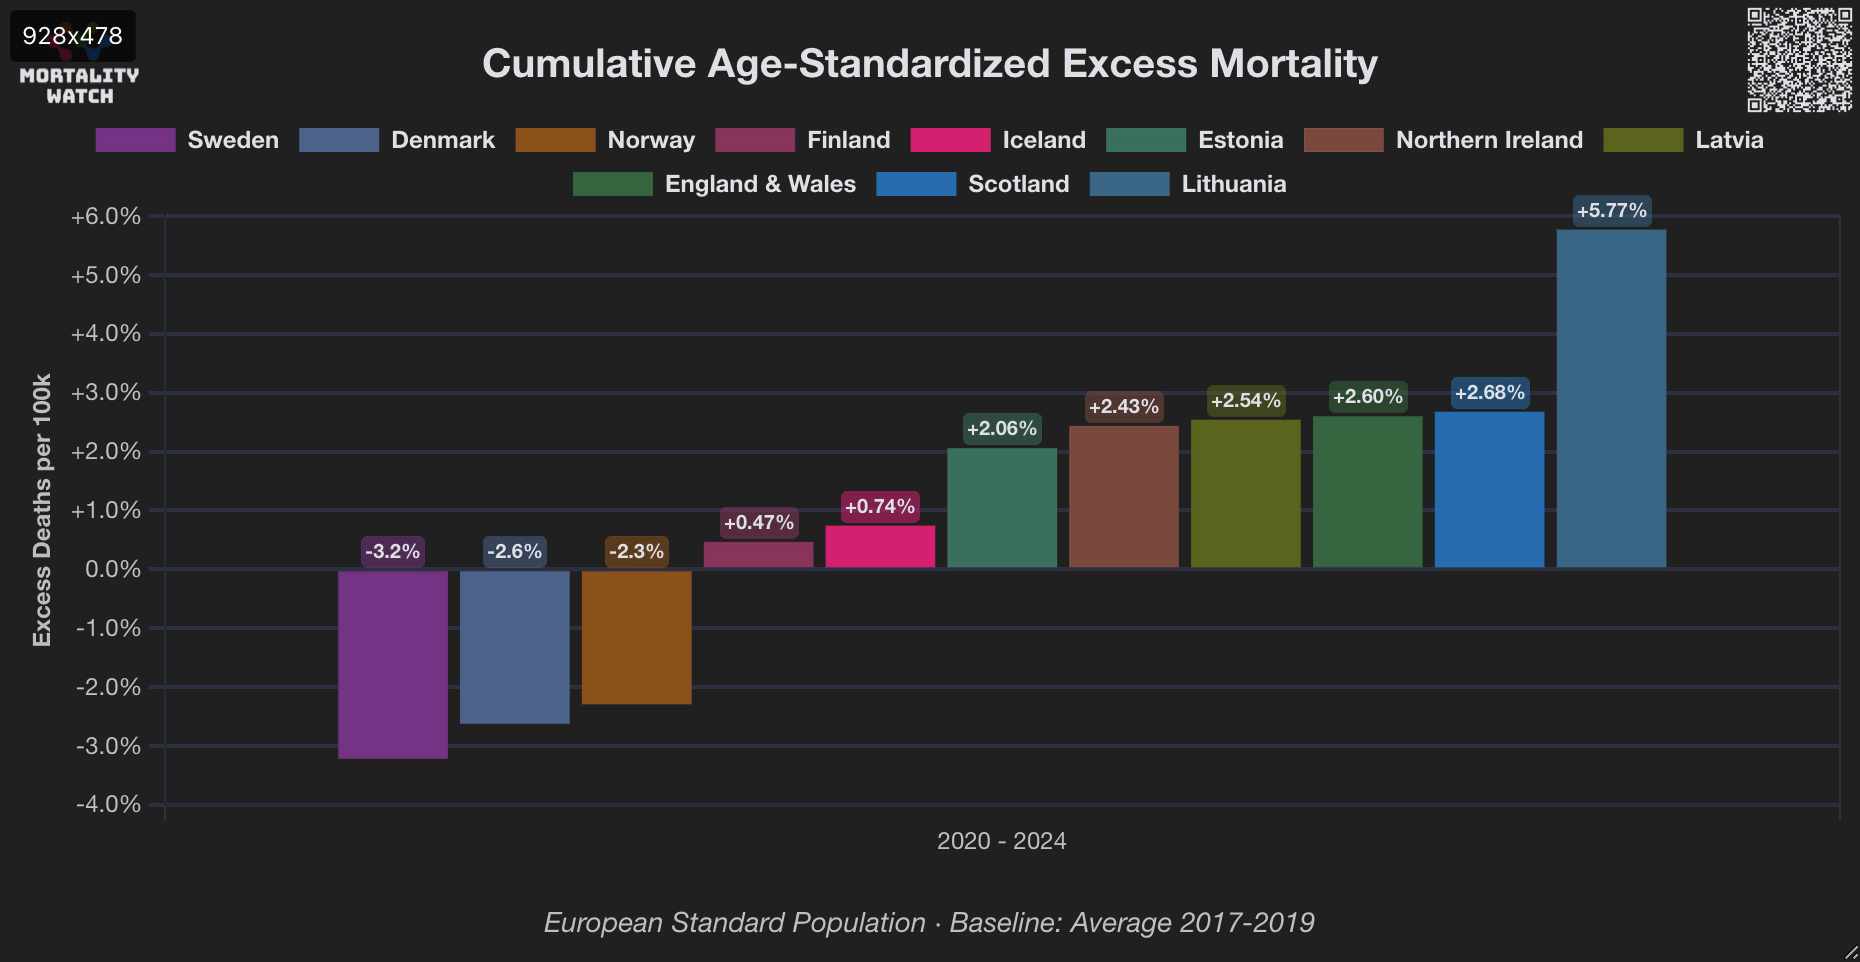 928x478
MORTALITY
WATCH
Cumulative Age-Standardized Excess Mortality
Sweden Denmark Norway Finland Iceland Estonia Northern Ireland Latvia
England & Wales Scotland Lithuania
Excess Deaths per 100k
+6.0%
+5.0%
+4.0%
+3.0%
+2.0%
+1.0%
0.0%
-1.0%
-2.0%
-3.0%
-4.0%
-3.2%
-2.6%
-2.3%
+0.47%
+0.74%
+2.06%
+2.43%
+2.54%
+2.60%
+2.68%
+5.77%
2020 - 2024
European Standard Population · Baseline: Average 2017-2019